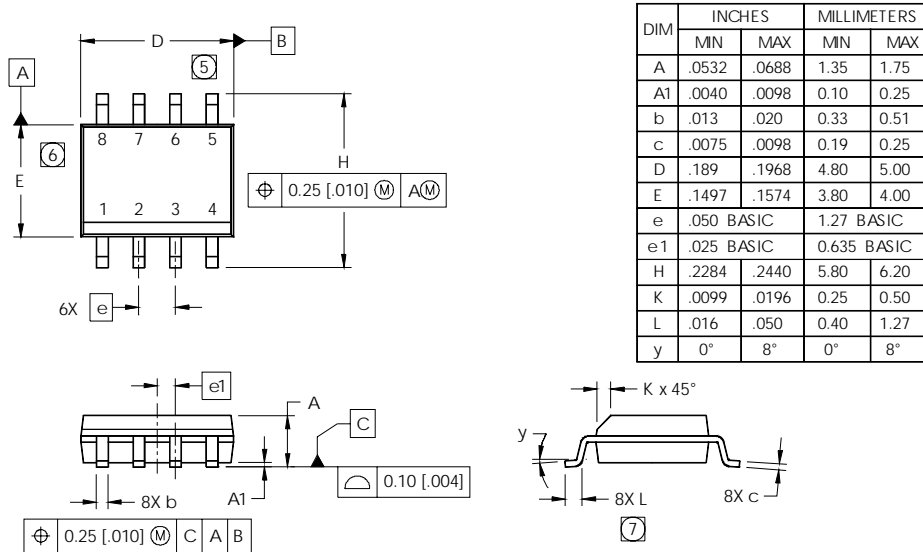 D
B
5
A
8 7 6 5
6
E
H
⌖ 0.25 [.010] Ⓜ AⓂ
1 2 3 4
6X e
e1
A
C
y
K x 45°
⌓ 0.10 [.004]
8X b
A1
8X L
8X c
7
⌖ 0.25 [.010] Ⓜ C A B
DIM INCHES MILLIMETERS
MIN MAX MIN MAX
A .0532 .0688 1.35 1.75
A1 .0040 .0098 0.10 0.25
b .013 .020 0.33 0.51
c .0075 .0098 0.19 0.25
D .189 .1968 4.80 5.00
E .1497 .1574 3.80 4.00
e .050 BASIC 1.27 BASIC
e1 .025 BASIC 0.635 BASIC
H .2284 .2440 5.80 6.20
K .0099 .0196 0.25 0.50
L .016 .050 0.40 1.27
y 0° 8° 0° 8°